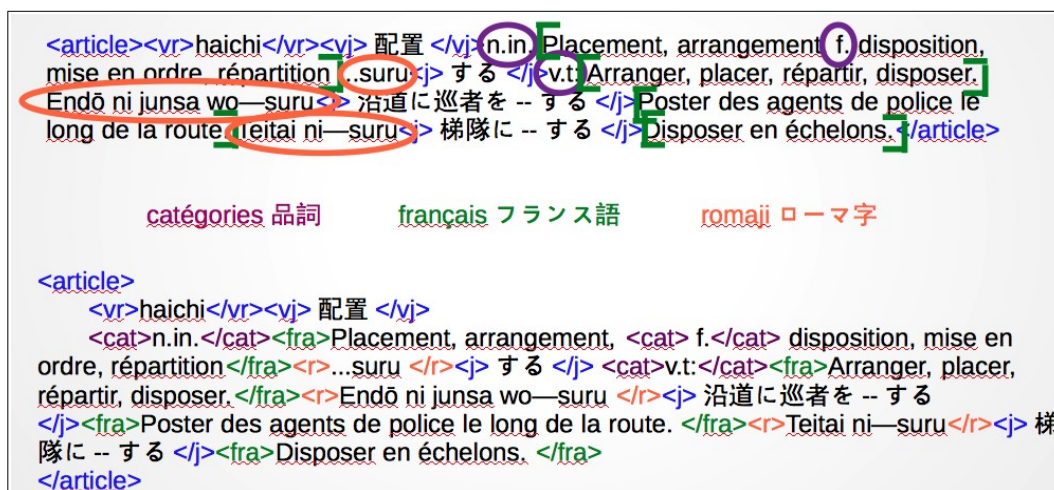 <article><vr>haichi</vr><vj> 配置 </vj>n.in. Placement, arrangement f. disposition,
mise en ordre, répartition ...suru<j> する </j>v.t: Arranger, placer, répartir, disposer.
Endō ni junsa wo—suru<j> 沿道に巡者を -- する </j>Poster des agents de police le
long de la route. Teitai ni—suru<j> 梯隊に -- する </j>Disposer en échelons.</article>
catégories 品詞 français フランス語 romaji ローマ字
<article>
<vr>haichi</vr><vj> 配置 </vj>
<cat>n.in.</cat><fra>Placement, arrangement, <cat> f.</cat> disposition, mise en
ordre, répartition</fra><r>...suru </r><j> する </j> <cat>v.t:</cat><fra>Arranger, placer,
répartir, disposer.</fra><r>Endō ni junsa wo—suru </r><j> 沿道に巡者を -- する
</j><fra>Poster des agents de police le long de la route. </fra><r>Teitai ni—suru</r><j> 梯
隊に -- する </j><fra>Disposer en échelons. </fra>
</article>